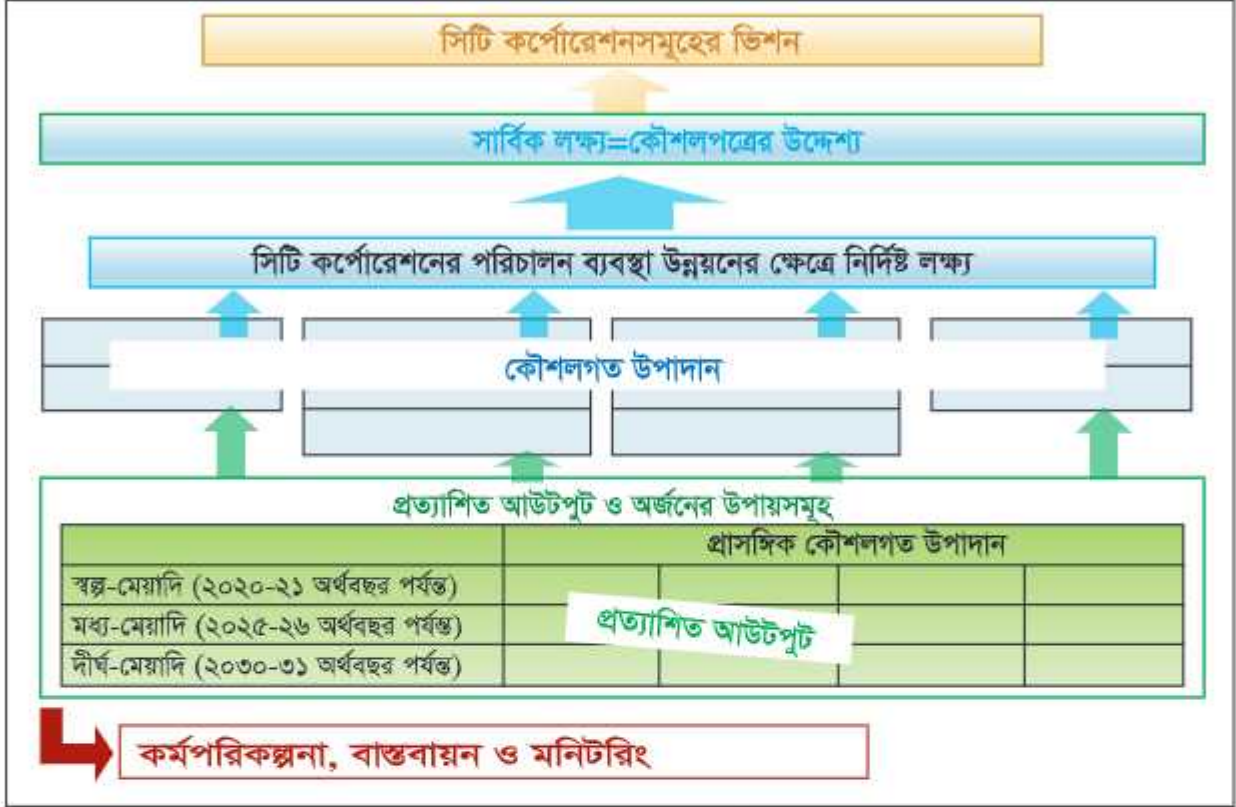 সিটি কর্পোরেশনসমূহের ভিশন
সার্বিক লক্ষ্য=কৌশলপত্রের উদ্দেশ্য
সিটি কর্পোরেশনের পরিচালন ব্যবস্থা উন্নয়নের ক্ষেত্রে নির্দিষ্ট লক্ষ্য
কৌশলগত উপাদান
প্রত্যাশিত আউটপুট ও অর্জনের উপায়সমূহ
প্রাসঙ্গিক কৌশলগত উপাদান
স্বল্প-মেয়াদি (২০২০-২১ অর্থবছর পর্যন্ত)
মধ্য-মেয়াদি (২০২৫-২৬ অর্থবছর পর্যন্ত)
দীর্ঘ-মেয়াদি (২০৩০-৩১ অর্থবছর পর্যন্ত)
প্রত্যাশিত আউটপুট
কর্মপরিকল্পনা, বাস্তবায়ন ও মনিটরিং